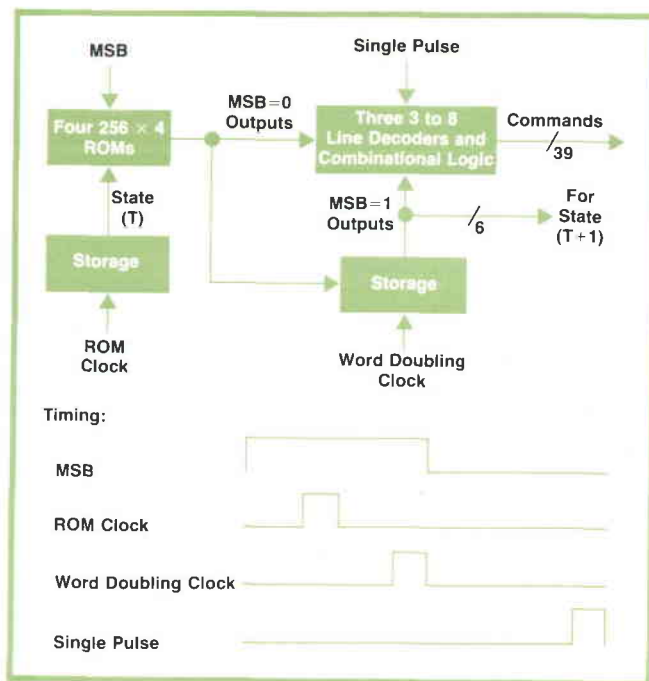 MSB
Four 256 × 4
ROMs
State
(T)
Storage
ROM
Clock
MSB=0
Outputs
Single Pulse
Three 3 to 8
Line Decoders and
Combinational Logic
Commands
39
MSB=1
Outputs
6
For
State
(T+1)
Storage
Word Doubling
Clock
Timing:
MSB
ROM Clock
Word Doubling Clock
Single Pulse